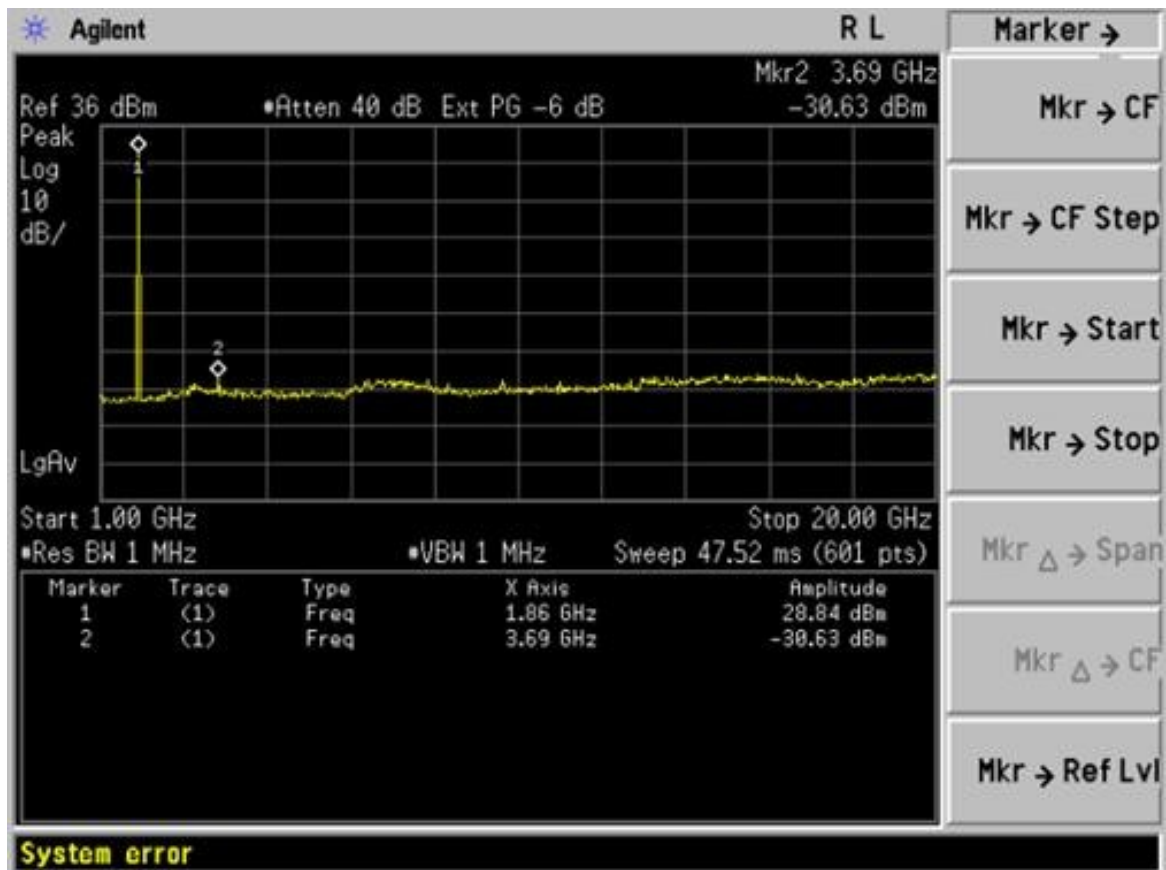 Agilent R L Marker →
Mkr2 3.69 GHz
Ref 36 dBm •Atten 40 dB Ext PG -6 dB -30.63 dBm
Peak
Log
10
dB/
1
2
LgAv
Start 1.00 GHz Stop 20.00 GHz
•Res BW 1 MHz •VBW 1 MHz Sweep 47.52 ms (601 pts)
Marker Trace Type X Axis Amplitude
1 (1) Freq 1.86 GHz 28.84 dBm
2 (1) Freq 3.69 GHz -30.63 dBm
Mkr → CF
Mkr → CF Step
Mkr → Start
Mkr → Stop
Mkr Δ → Span
Mkr Δ → CF
Mkr → Ref Lvl
System error